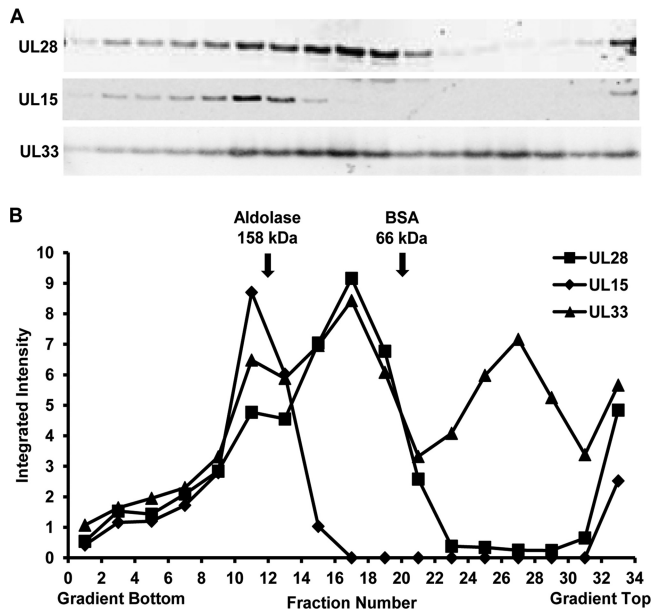 A
UL28
UL15
UL33
B
Aldolase
158 kDa
BSA
66 kDa
UL28
UL15
UL33
Integrated Intensity
10
9
8
7
6
5
4
3
2
1
0
0 2 4 6 8 10 12 14 16 18 20 22 24 26 28 30 32 34
Gradient Bottom Fraction Number Gradient Top